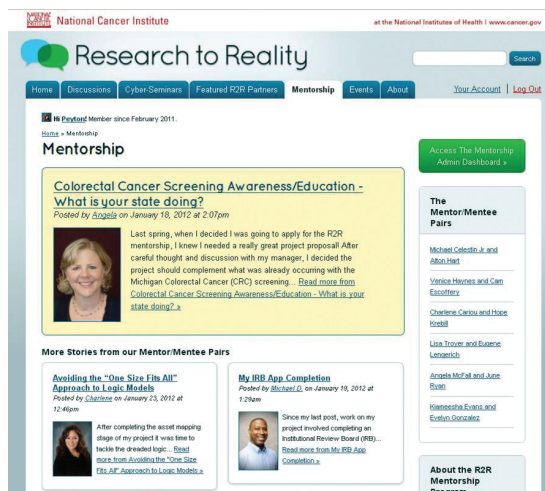 NATIONAL CANCER INSTITUTE
National Cancer Institute
at the National Institutes of Health | www.cancer.gov
Research to Reality
Search
Home Discussions Cyber-Seminars Featured R2R Partners Mentorship Events About Your Account | Log Out
Hi Peyton! Member since February 2011.
Home » Mentorship
Mentorship
Colorectal Cancer Screening Awareness/Education -
What is your state doing?
Posted by Angela on January 18, 2012 at 2:07pm
Last spring, when I decided I was going to apply for the R2R
mentorship, I knew I needed a really great project proposal! After
careful thought and discussion with my manager, I decided the
project should complement what was already occurring with the
Michigan Colorectal Cancer (CRC) screening... Read more from
Colorectal Cancer Screening Awareness/Education - What is your
state doing? »
More Stories from our Mentor/Mentee Pairs
Avoiding the “One Size Fits All”
Approach to Logic Models
Posted by Charlene on January 23, 2012 at
12:46pm
After completing the asset mapping
stage of my project it was time to
tackle the dreaded logic... Read
more from Avoiding the "One Size
Fits All" Approach to Logic Models »
My IRB App Completion
Posted by Michael D. on January 19, 2012 at
1:29am
Since my last post, work on my
project involved completing an
Institutional Review Board (IRB)...
Read more from My IRB App
Completion »
Access The Mentorship
Admin Dashboard »
The
Mentor/Mentee
Pairs
Michael Celestin Jr and
Alton Hart
Venice Haynes and Cam
Escoffery
Charlene Cariou and Hope
Krebill
Lisa Troyer and Eugene
Lengerich
Angela McFall and June
Ryan
Kiameesha Evans and
Evelyn Gonzalez
About the R2R
Mentorship
Program